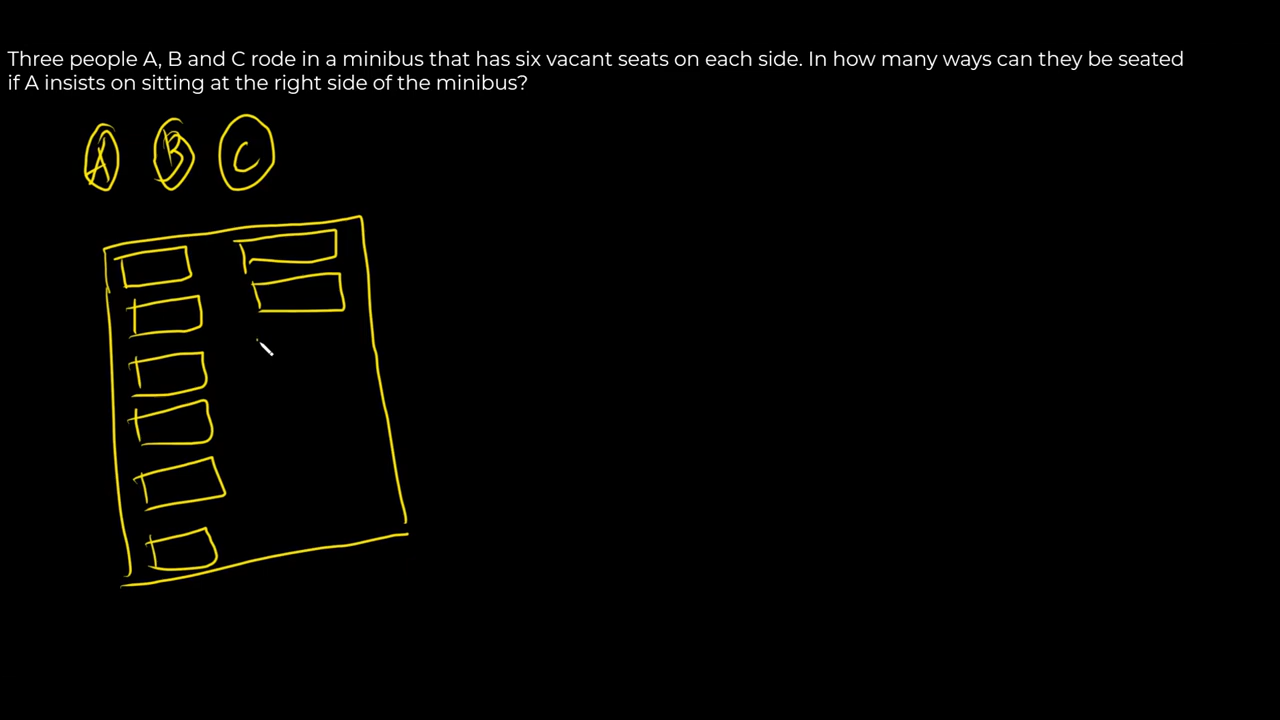 Three people A, B and C rode in a minibus that has six vacant seats on each side. In how many ways can they be seated
if A insists on sitting at the right side of the minibus?
A B C